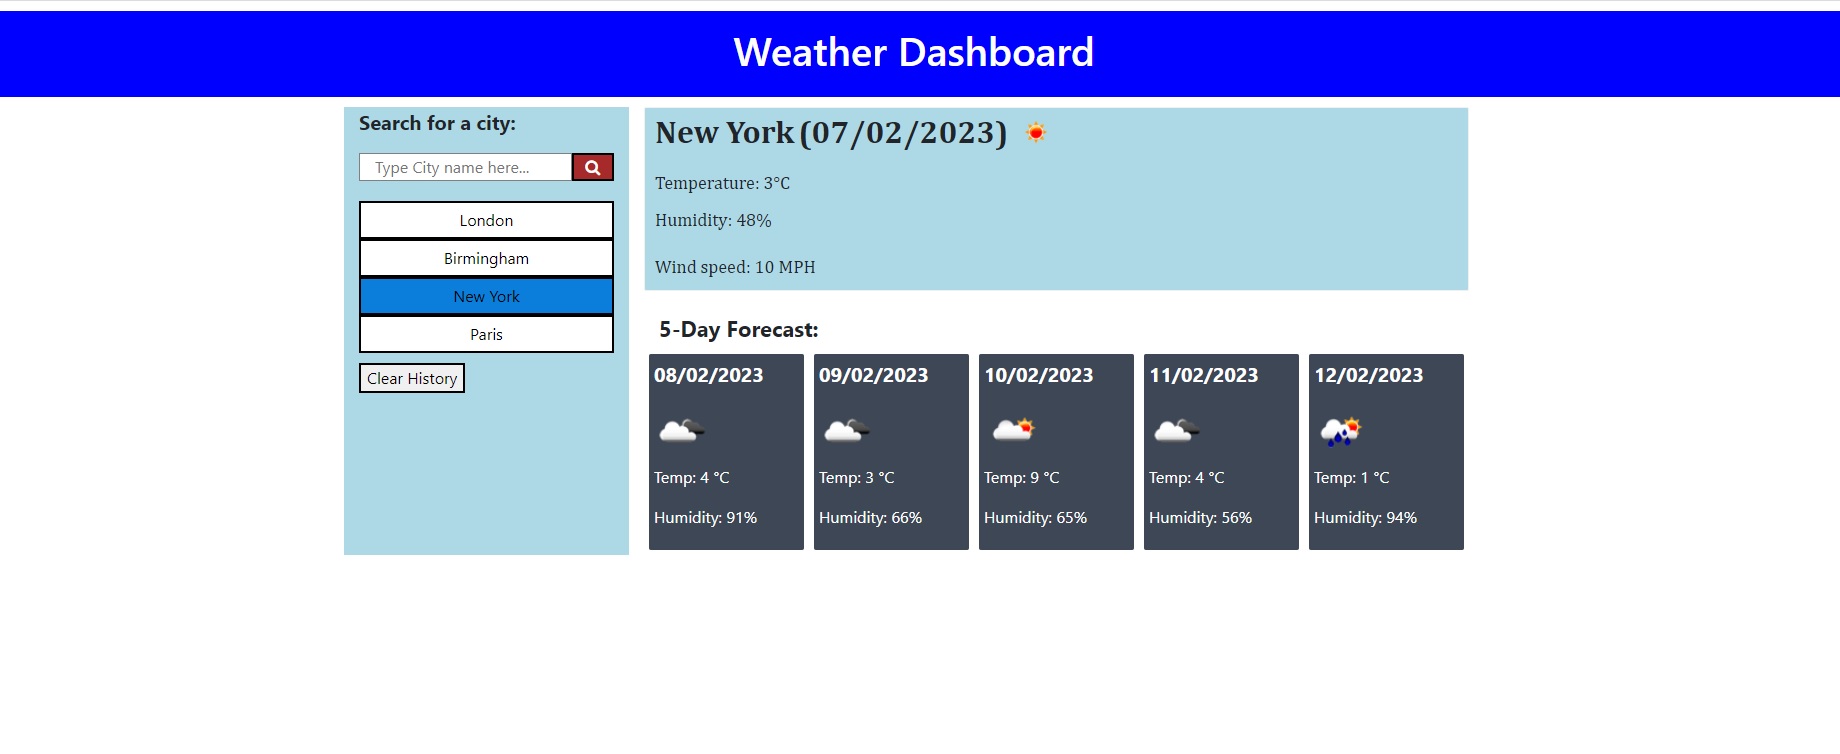 Weather Dashboard
Search for a city:
Type City name here...
London
Birmingham
New York
Paris
Clear History
New York (07/02/2023)
Temperature: 3°C
Humidity: 48%
Wind speed: 10 MPH
5-Day Forecast:
08/02/2023
Temp: 4 °C
Humidity: 91%
09/02/2023
Temp: 3 °C
Humidity: 66%
10/02/2023
Temp: 9 °C
Humidity: 65%
11/02/2023
Temp: 4 °C
Humidity: 56%
12/02/2023
Temp: 1 °C
Humidity: 94%